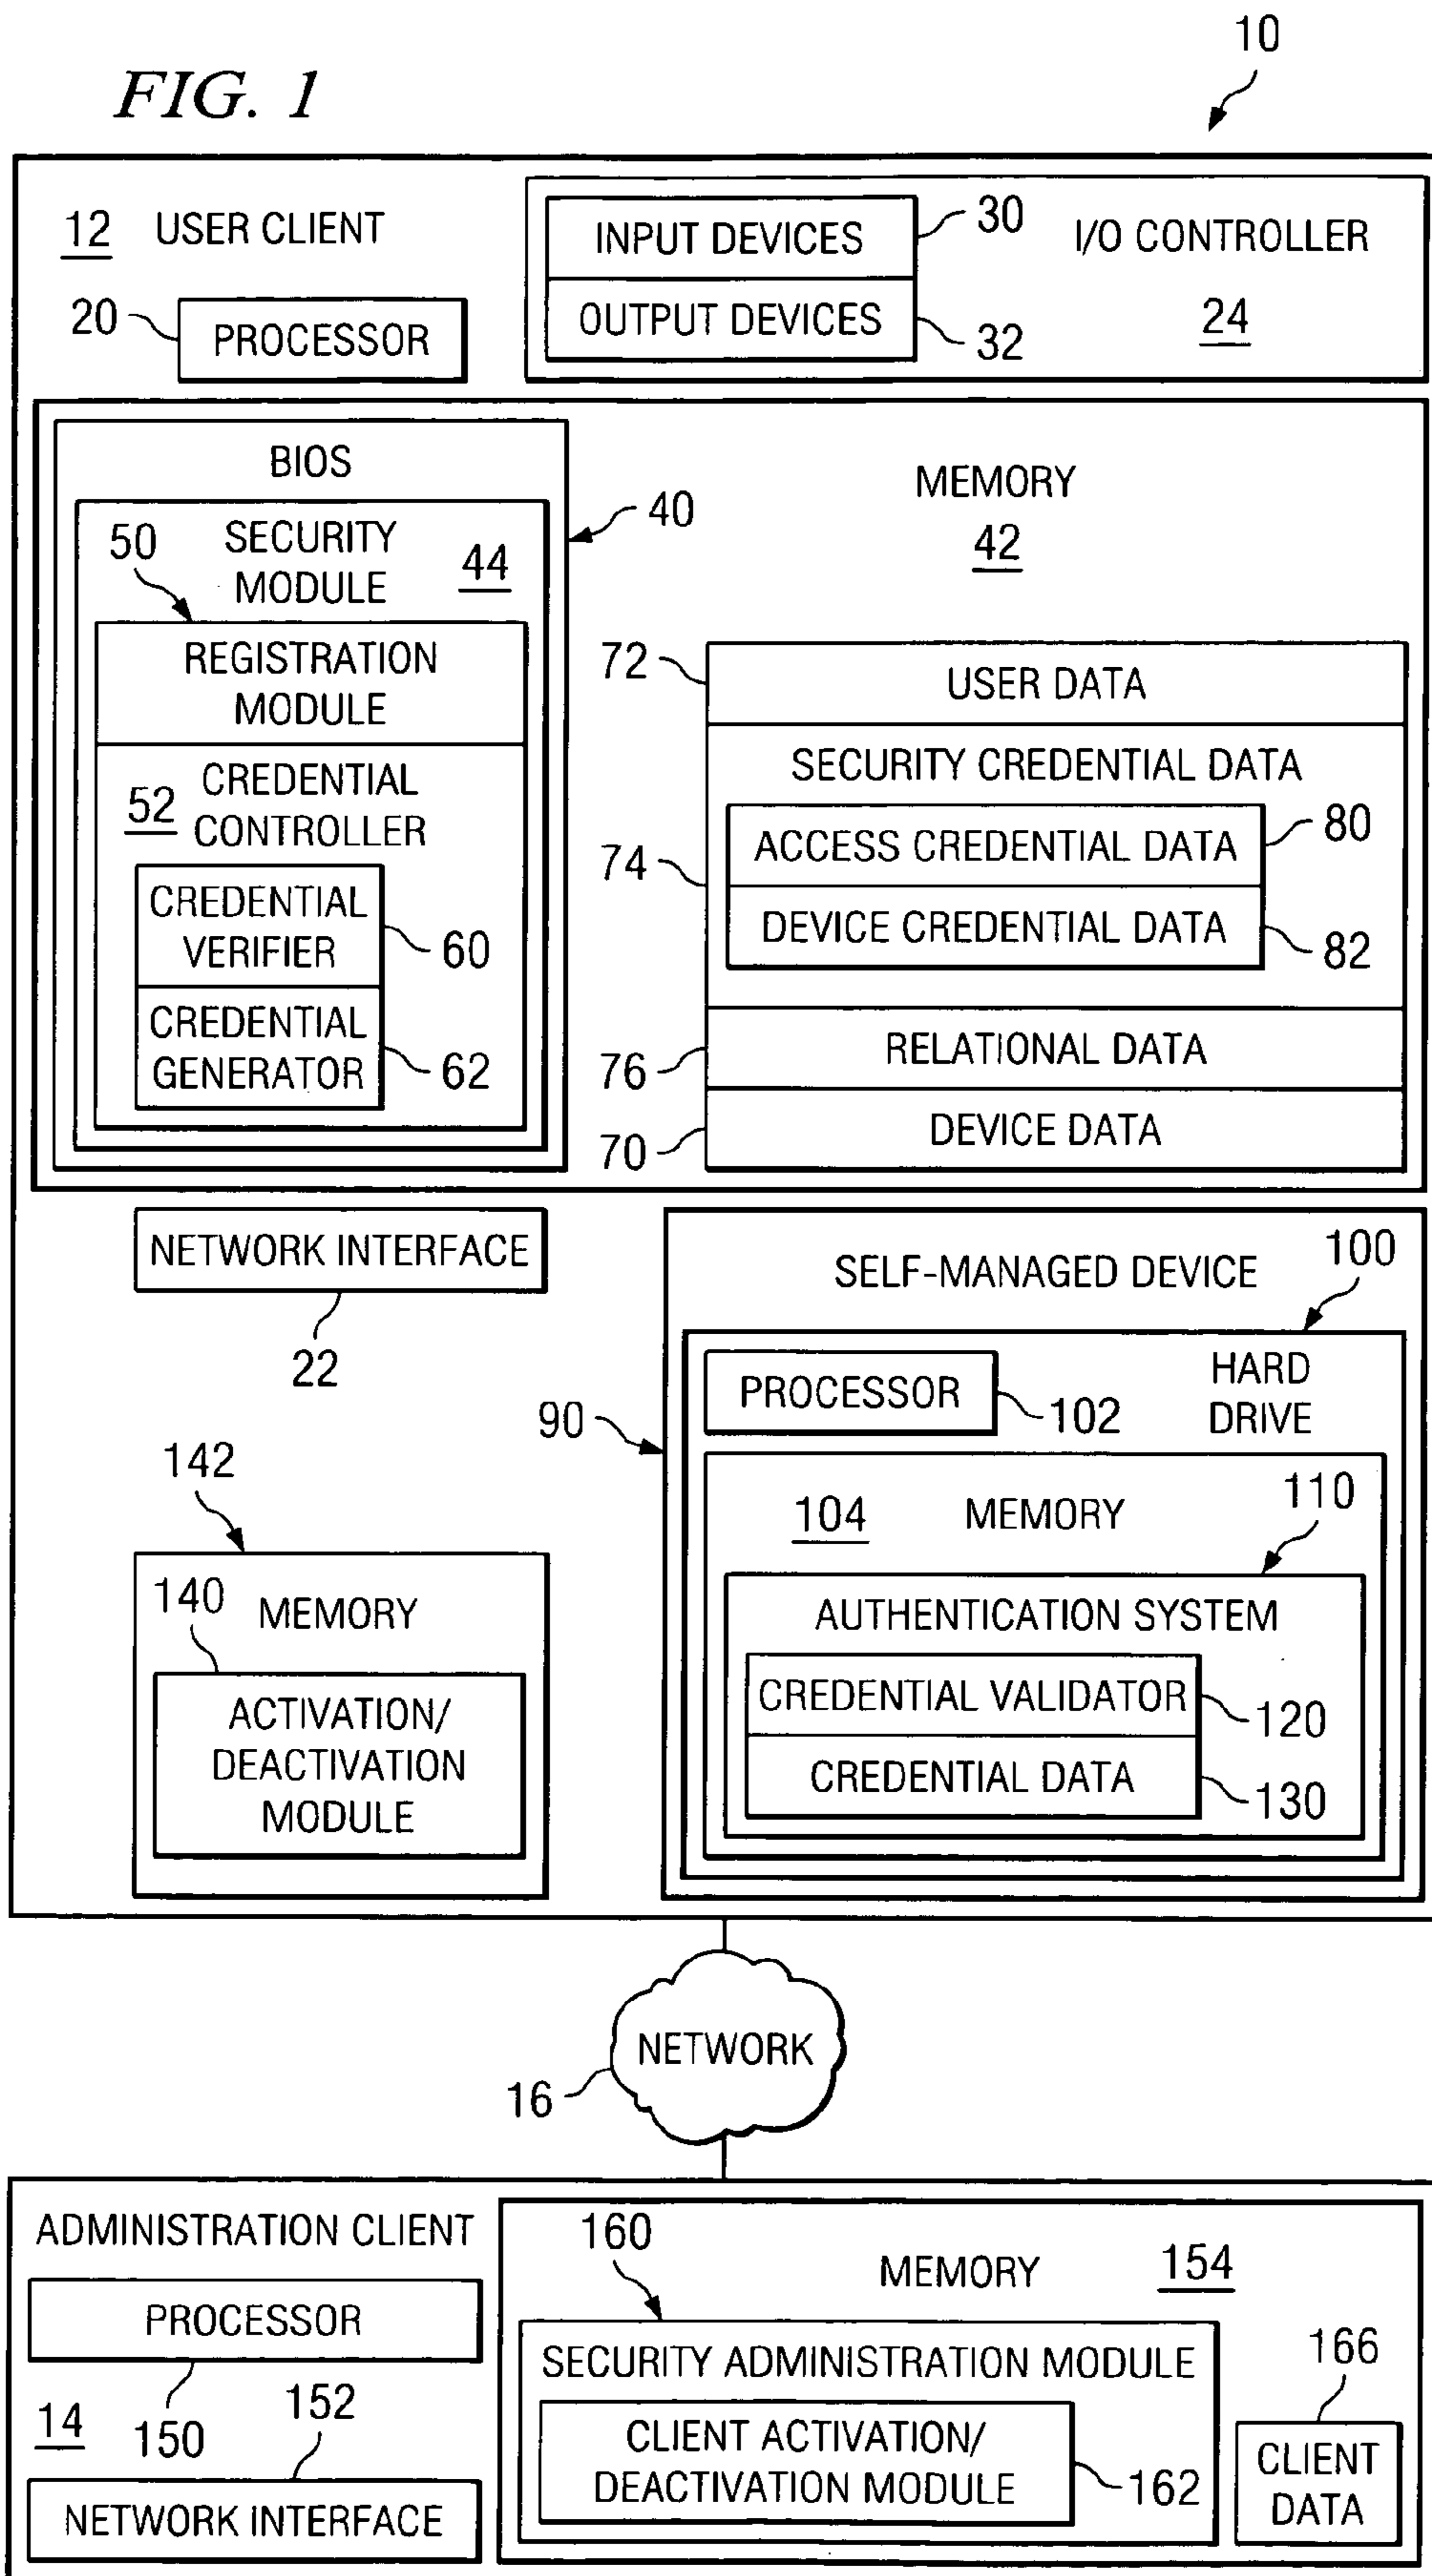 10
FIG. 1
12 USER CLIENT
INPUT DEVICES 30
I/O CONTROLLER
20 PROCESSOR
OUTPUT DEVICES 32
24
BIOS
MEMORY
42
40
50 SECURITY
MODULE 44
REGISTRATION
MODULE
52 CREDENTIAL
CONTROLLER
CREDENTIAL
VERIFIER 60
CREDENTIAL
GENERATOR 62
72 USER DATA
SECURITY CREDENTIAL DATA
74
ACCESS CREDENTIAL DATA 80
DEVICE CREDENTIAL DATA 82
76 RELATIONAL DATA
70 DEVICE DATA
NETWORK INTERFACE
22
SELF-MANAGED DEVICE 100
PROCESSOR 102
HARD
DRIVE
90
104 MEMORY 110
AUTHENTICATION SYSTEM
CREDENTIAL VALIDATOR 120
CREDENTIAL DATA 130
142
140 MEMORY
ACTIVATION/
DEACTIVATION
MODULE
NETWORK
16
ADMINISTRATION CLIENT
PROCESSOR
14 150 152
NETWORK INTERFACE
160 MEMORY 154
SECURITY ADMINISTRATION MODULE
CLIENT ACTIVATION/
DEACTIVATION MODULE 162
166
CLIENT
DATA